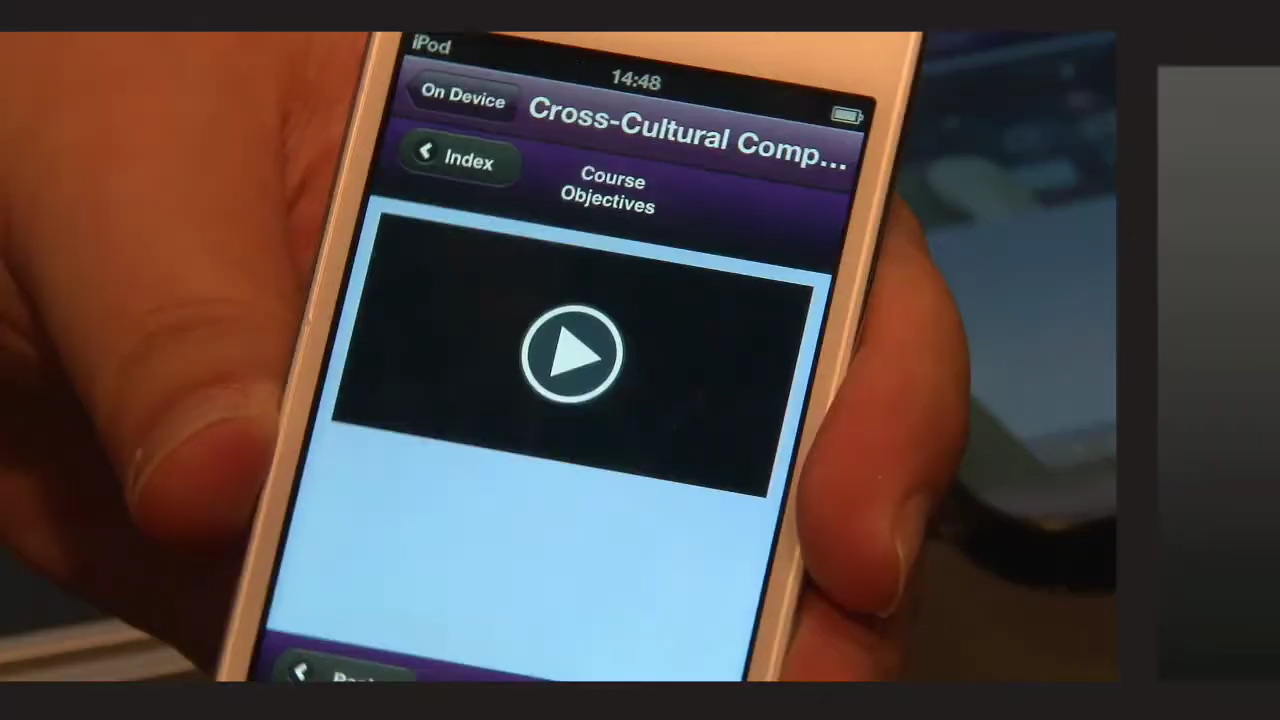 iPod
14:48
On Device
Cross-Cultural Comp...
Index
Course
Objectives